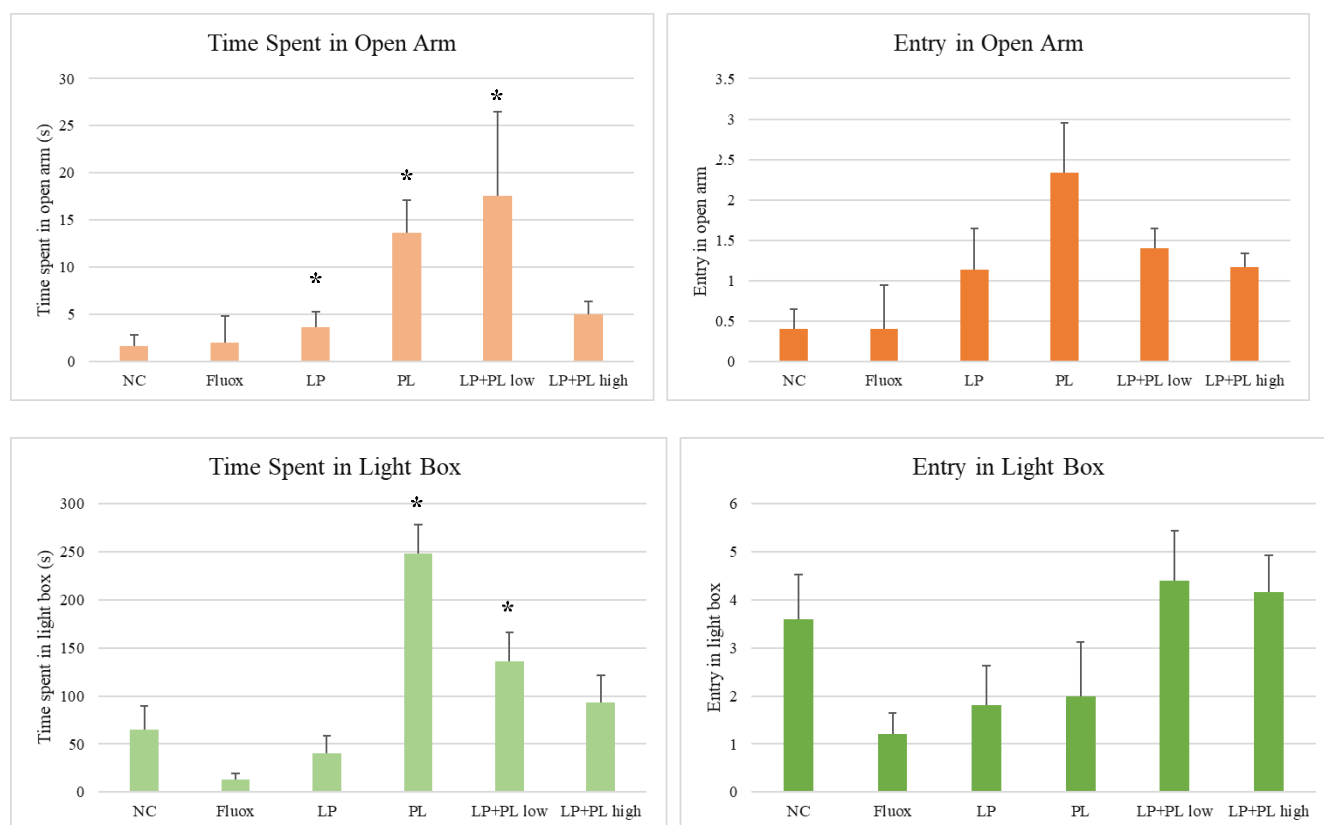 Time Spent in Open Arm
Time spent in open arm (s)
30
25
20
15
10
5
0
*
*
*
NC Fluox LP PL LP+PL low LP+PL high
Entry in Open Arm
Entry in open arm
3.5
3
2.5
2
1.5
1
0.5
0
NC Fluox LP PL LP+PL low LP+PL high
Time Spent in Light Box
Time spent in light box (s)
300
250
200
150
100
50
0
*
*
NC Fluox LP PL LP+PL low LP+PL high
Entry in Light Box
Entry in light box
6
5
4
3
2
1
0
NC Fluox LP PL LP+PL low LP+PL high